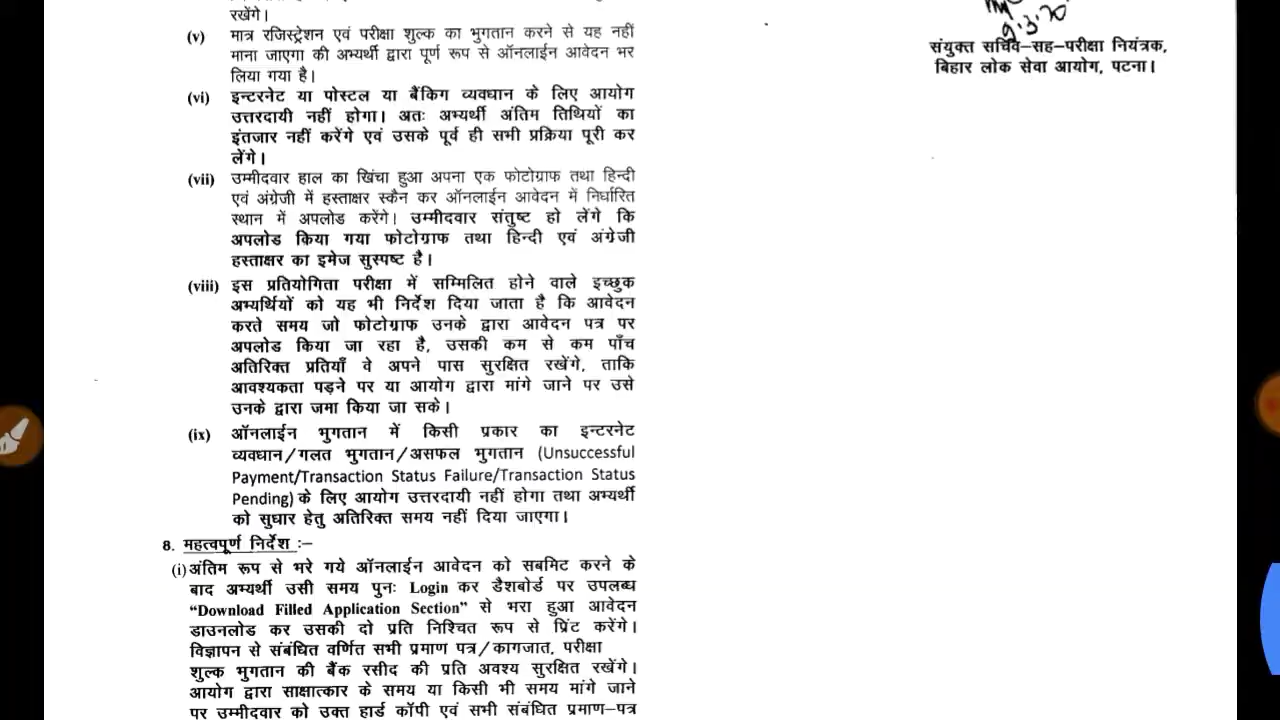 रखेंगे।
(v) मात्र रजिस्ट्रेशन एवं परीक्षा शुल्क का भुगतान करने से यह नहीं
माना जाएगा की अभ्यर्थी द्वारा पूर्ण रूप से ऑनलाईन आवेदन भर
लिया गया है।
(vi) इन्टरनेट या पोस्टल या बैंकिग व्यवधान के लिए आयोग
उत्तरदायी नहीं होगा। अतः अभ्यर्थी अंतिम तिथियों का
इंतजार नहीं करेंगे एवं उसके पूर्व ही सभी प्रक्रिया पूरी कर
लेंगे।
(vii) उम्मीदवार हाल का खिंचा हुआ अपना एक फोटोग्राफ तथा हिन्दी
एवं अंग्रेजी में हस्ताक्षर स्कैन कर ऑनलाईन आवेदन में निर्धारित
स्थान में अपलोड करेंगे। उम्मीदवार संतुष्ट हो लेंगे कि
अपलोड किया गया फोटोग्राफ तथा हिन्दी एवं अंग्रेजी
हस्ताक्षर का इमेज सुस्पष्ट है।
(viii) इस प्रतियोगिता परीक्षा में सम्मिलित होने वाले इच्छुक
अभ्यर्थियों को यह भी निर्देश दिया जाता है कि आवेदन
करते समय जो फोटोग्राफ उनके द्वारा आवेदन पत्र पर
अपलोड किया जा रहा है, उसकी कम से कम पाँच
अतिरिक्त प्रतियाँ वे अपने पास सुरक्षित रखेंगे, ताकि
आवश्यकता पड़ने पर या आयोग द्वारा मांगे जाने पर उसे
उनके द्वारा जमा किया जा सके।
(ix) ऑनलाईन भुगतान में किसी प्रकार का इन्टरनेट
व्यवधान/गलत भुगतान/असफल भुगतान (Unsuccessful
Payment/Transaction Status Failure/Transaction Status
Pending) के लिए आयोग उत्तरदायी नहीं होगा तथा अभ्यर्थी
को सुधार हेतु अतिरिक्त समय नहीं दिया जाएगा।
8. महत्वपूर्ण निर्देश :–
(i) अंतिम रूप से भरे गये ऑनलाईन आवेदन को सबमिट करने के
बाद अभ्यर्थी उसी समय पुनः Login कर डैशबोर्ड पर उपलब्ध
“Download Filled Application Section” से भरा हुआ आवेदन
डाउनलोड कर उसकी दो प्रति निश्चित रूप से प्रिंट करेंगे।
विज्ञापन से संबंधित वर्णित सभी प्रमाण पत्र/कागजात, परीक्षा
शुल्क भुगतान की बैंक रसीद की प्रति अवश्य सुरक्षित रखेंगे।
आयोग द्वारा साक्षात्कार के समय या किसी भी समय मांगे जाने
पर उम्मीदवार को उक्त हार्ड कॉपी एवं सभी संबंधित प्रमाण–पत्र
संयुक्त सचिव–सह–परीक्षा नियंत्रक,
बिहार लोक सेवा आयोग, पटना।